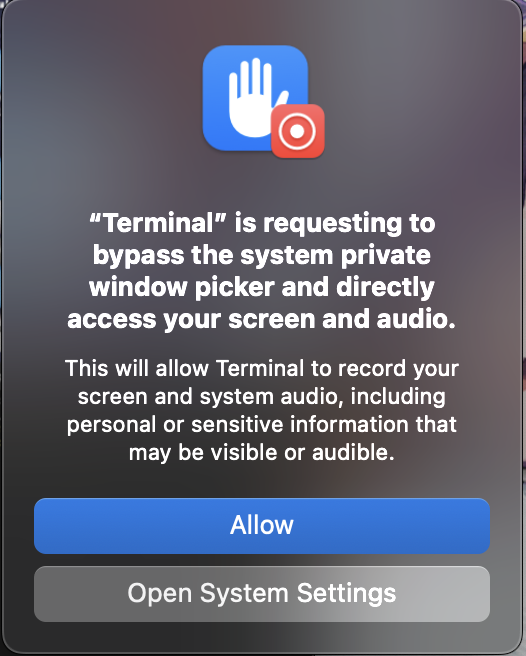 “Terminal” is requesting to
bypass the system private
window picker and directly
access your screen and audio.
This will allow Terminal to record your
screen and system audio, including
personal or sensitive information that
may be visible or audible.
Allow
Open System Settings